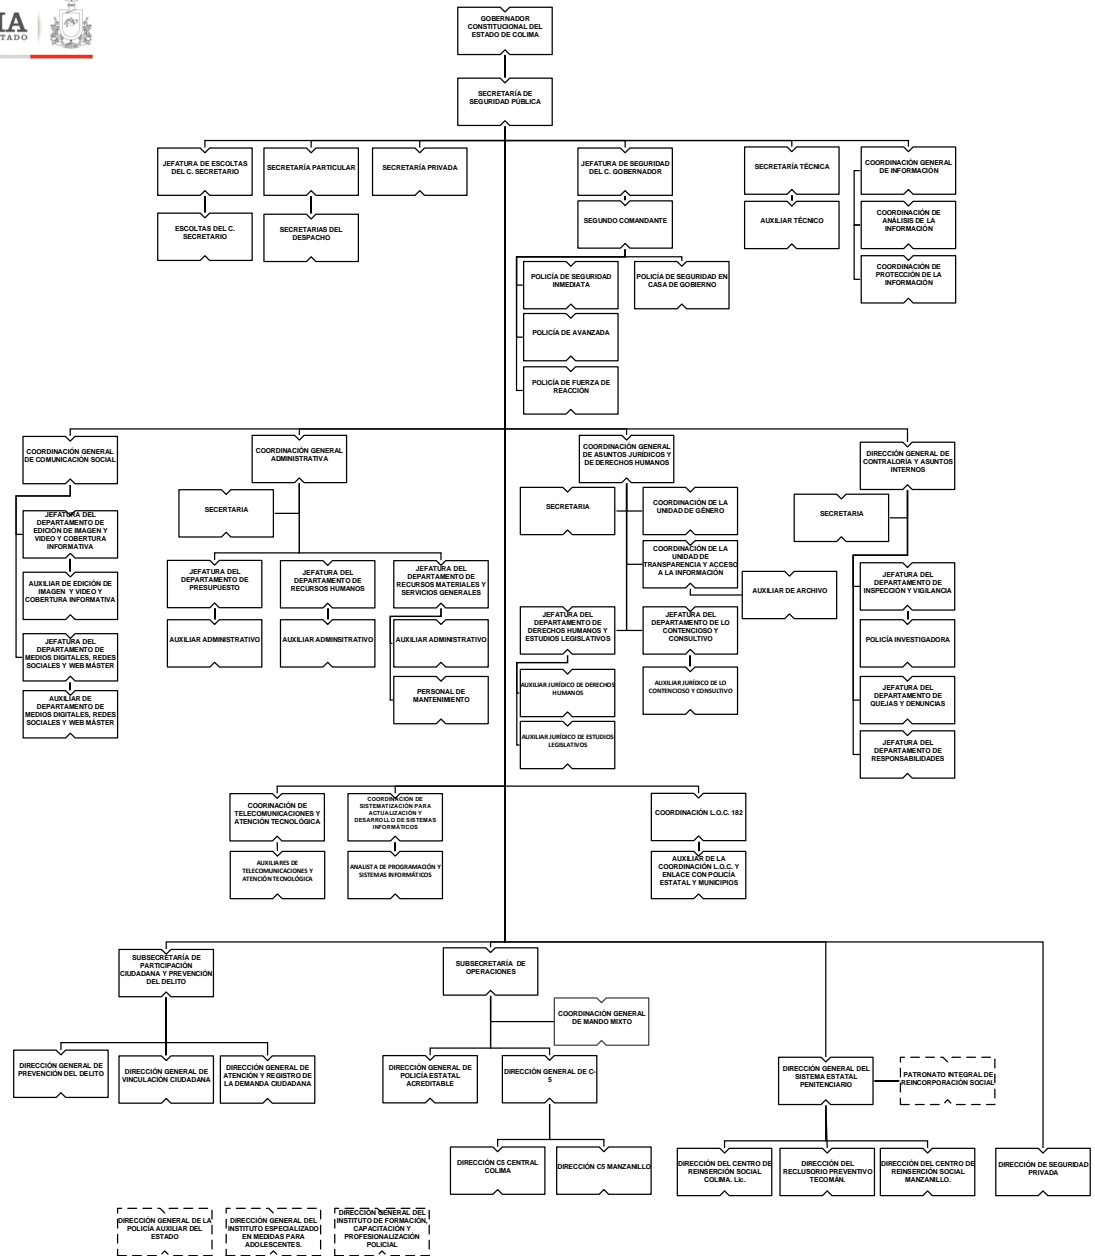 GOBERNADOR
CONSTITUCIONAL DEL
ESTADO DE COLIMA
SECRETARÍA DE
SEGURIDAD PÚBLICA
JEFATURA DE ESCOLTAS
DEL C. SECRETARIO
SECRETARÍA PARTICULAR
SECRETARÍA PRIVADA
JEFATURA DE SEGURIDAD
DEL C. GOBERNADOR
SECRETARÍA TÉCNICA
COORDINACIÓN GENERAL
DE INFORMACIÓN
ESCOLTAS DEL C.
SECRETARIO
SECRETARIAS DEL
DESPACHO
SEGUNDO COMANDANTE
AUXILIAR TÉCNICO
COORDINACIÓN DE
ANÁLISIS DE LA
INFORMACIÓN
COORDINACIÓN DE
PROTECCIÓN DE LA
INFORMACIÓN
POLICÍA DE SEGURIDAD
INMEDIATA
POLICÍA DE SEGURIDAD EN
CASA DE GOBIERNO
POLICÍA DE AVANZADA
POLICÍA DE FUERZA DE
REACCIÓN
COORDINACIÓN GENERAL
DE COMUNICACIÓN SOCIAL
COORDINACIÓN GENERAL
ADMINISTRATIVA
COORDINACIÓN GENERAL
DE ASUNTOS JURÍDICOS Y
DE DERECHOS HUMANOS
DIRECCIÓN GENERAL DE
CONTRALORÍA Y ASUNTOS
INTERNOS
SECERTARIA
SECRETARIA
COORDINACIÓN DE LA
UNIDAD DE GÉNERO
SECRETARIA
JEFATURA DEL
DEPARTAMENTO DE
EDICIÓN DE IMAGEN Y
VIDEO Y COBERTURA
INFORMATIVA
COORDINACIÓN DE LA
UNIDAD DE
TRANSPARENCIA Y ACCESO
A LA INFORMACIÓN
AUXILIAR DE EDICIÓN DE
IMAGEN Y VIDEO Y
COBERTURA INFORMATIVA
JEFATURA DEL
DEPARTAMENTO DE
PRESUPUESTO
JEFATURA DEL
DEPARTAMENTO DE
RECURSOS HUMANOS
JEFATURA DEL
DEPARTAMENTO DE
RECURSOS MATERIALES Y
SERVICIOS GENERALES
AUXILIAR DE ARCHIVO
JEFATURA DEL
DEPARTAMENTO DE
INSPECCIÓN Y VIGILANCIA
JEFATURA DEL
DEPARTAMENTO DE
MEDIOS DIGITALES, REDES
SOCIALES Y WEB MÁSTER
AUXILIAR ADMINISTRATIVO
AUXILIAR ADMINSITRATIVO
AUXILIAR ADMINISTRATIVO
JEFATURA DEL
DEPARTAMENTO DE
DERECHOS HUMANOS Y
ESTUDIOS LEGISLATIVOS
JEFATURA DEL
DEPARTAMENTO DE LO
CONTENCIOSO Y
CONSULTIVO
POLICÍA INVESTIGADORA
AUXILIAR DE
DEPARTAMENTO DE
MEDIOS DIGITALES, REDES
SOCIALES Y WEB MÁSTER
PERSONAL DE
MANTENIMIENTO
AUXILIAR JURÍDICO DE DERECHOS
HUMANOS
AUXILIAR JURÍDICO DE LO
CONTENCIOSO Y CONSULTIVO
JEFATURA DEL
DEPARTAMENTO DE
QUEJAS Y DENUNCIAS
AUXILIAR JURÍDICO DE ESTUDIOS
LEGISLATIVOS
JEFATURA DEL
DEPARTAMENTO DE
RESPONSABILIDADES
COORINACIÓN DE
TELECOMUNICACIONES Y
ATENCIÓN TECNOLÓGICA
COORDINACIÓN DE
SISTEMATIZACIÓN PARA
ACTUALIZACIÓN Y
DESARROLLO DE SISTEMAS
INFORMÁTICOS
COORDINACIÓN L.O.C. 182
AUXILIARES DE
TELECOMUNICACIONES Y
ATENCIÓN TECNOLÓGICA
ANALISTA DE PROGRAMACIÓN Y
SISTEMAS INFORMÁTICOS
AUXILIAR DE LA
COORDINACIÓN L.O.C. Y
ENLACE CON POLICÍA
ESTATAL Y MUNICIPIOS
SUBSECRETARÍA DE
PARTICIPACIÓN
CIUDADANA Y PREVENCIÓN
DEL DELITO
SUBSECRETARÍA DE
OPERACIONES
COORDINACIÓN GENERAL
DE MANDO MIXTO
DIRECCIÓN GENERAL DE
PREVENCIÓN DEL DELITO
DIRECCIÓN GENERAL DE
VINCULACIÓN CIUDADANA
DIRECCIÓN GENERAL DE
ATENCIÓN Y REGISTRO DE
LA DEMANDA CIUDADANA
DIRECCIÓN GENERAL DE
POLICÍA ESTATAL
ACREDITABLE
DIRECCIÓN GENERAL DE C-
5
DIRECCIÓN GENERAL DEL
SISTEMA ESTATAL
PENITENCIARIO
PATRONATO INTEGRAL DE
REINCORPORACIÓN SOCIAL
DIRECCIÓN C5 CENTRAL
COLIMA
DIRECCIÓN C5 MANZANILLO
DIRECCIÓN DEL CENTRO DE
REINSERCIÓN SOCIAL
COLIMA. Lic.
DIRECCIÓN DEL
RECLUSORIO PREVENTIVO
TECOMÁN.
DIRECCIÓN DEL CENTRO DE
REINSERCIÓN SOCIAL
MANZANILLO.
DIRECCIÓN DE SEGURIDAD
PRIVADA
DIRECCIÓN GENERAL DE LA
POLICÍA AUXILIAR DEL
ESTADO
DIRECCIÓN GENERAL DEL
INSTITUTO ESPECIALIZADO
EN MEDIDAS PARA
ADOLESCENTES.
DIRECCIÓN GENERAL DEL
INSTITUTO DE FORMACIÓN,
CAPACITACIÓN Y
PROFESIONALIZACIÓN
POLICIAL